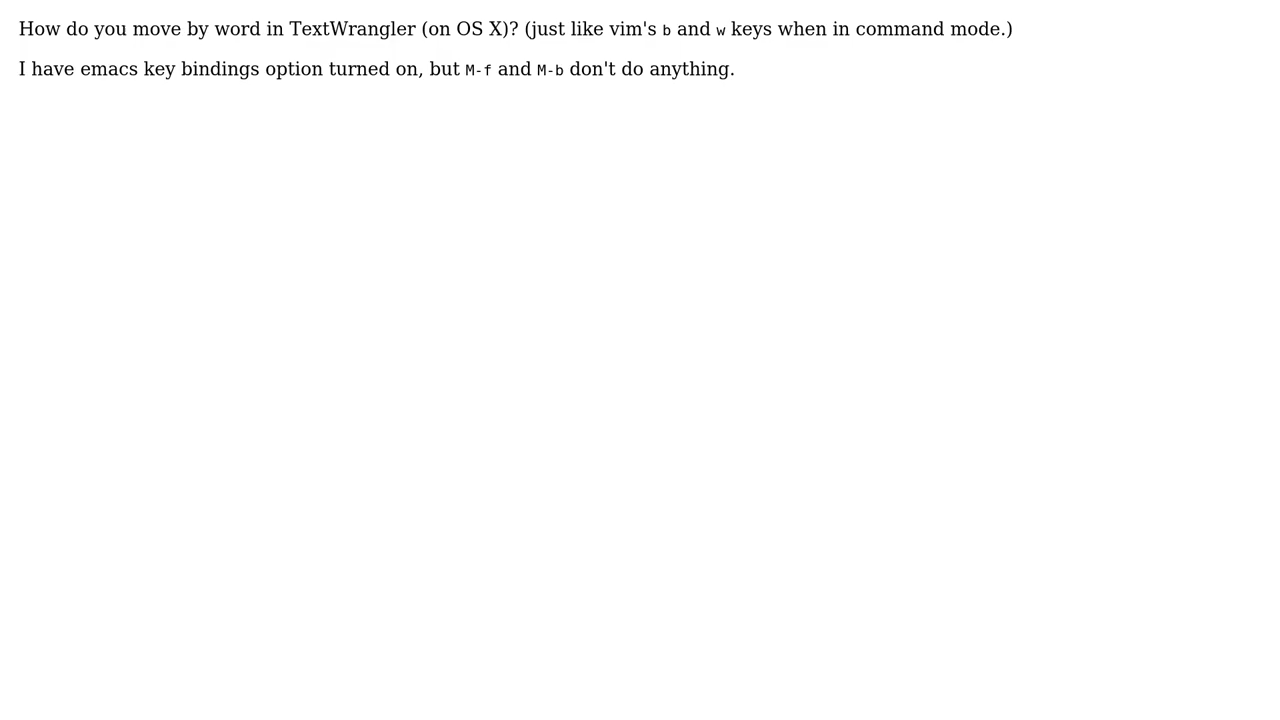 How do you move by word in TextWrangler (on OS X)? (just like vim's b and w keys when in command mode.)
I have emacs key bindings option turned on, but M-f and M-b don't do anything.